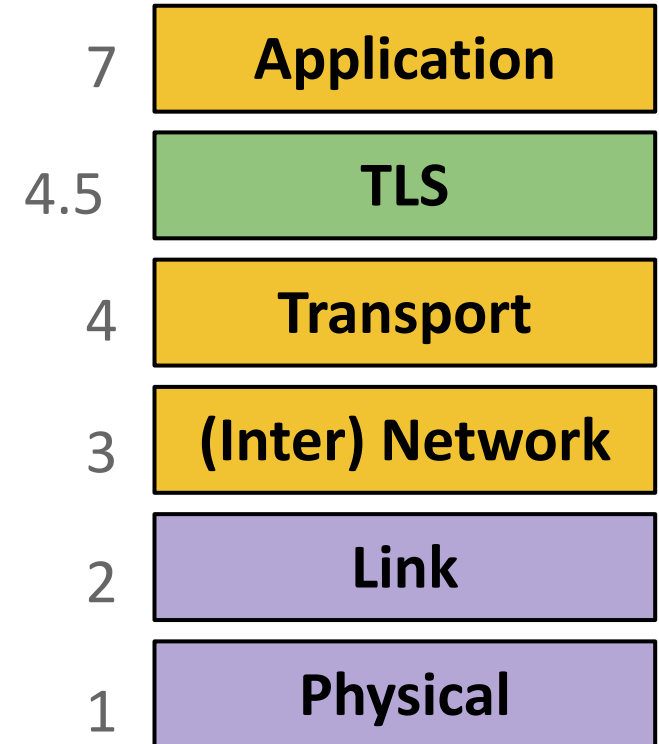 7 Application
4.5 TLS
4 Transport
3 (Inter) Network
2 Link
1 Physical